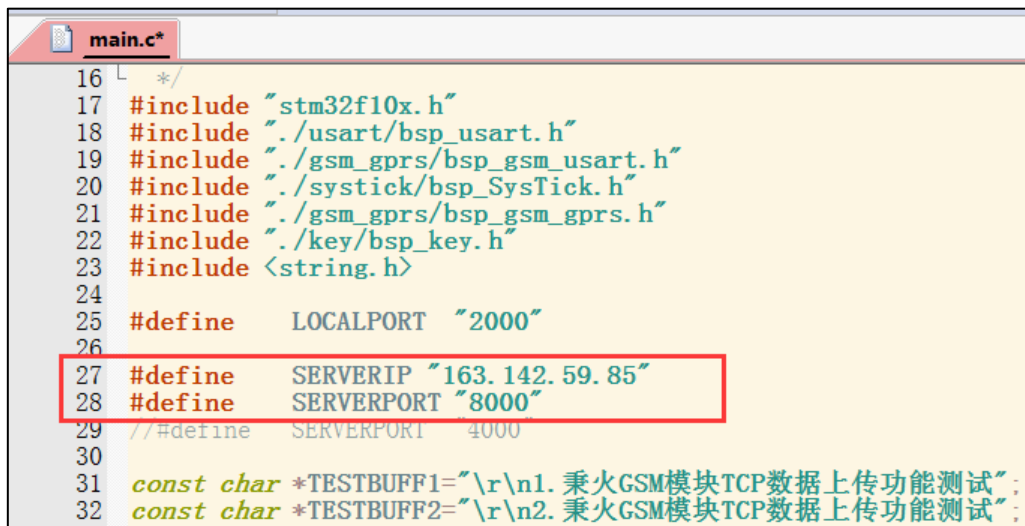 main.c*
16 */
17 #include "stm32f10x.h"
18 #include "./usart/bsp_usart.h"
19 #include "./gsm_gprs/bsp_gsm_usart.h"
20 #include "./systick/bsp_SysTick.h"
21 #include "./gsm_gprs/bsp_gsm_gprs.h"
22 #include "./key/bsp_key.h"
23 #include <string.h>
24
25 #define LOCALPORT "2000"
26
27 #define SERVERIP "163.142.59.85"
28 #define SERVERPORT "8000"
29 //#define SERVERPORT "4000"
30
31 const char *TESTBUFF1="\r\n1.秉火GSM模块TCP数据上传功能测试";
32 const char *TESTBUFF2="\r\n2.秉火GSM模块TCP数据上传功能测试";